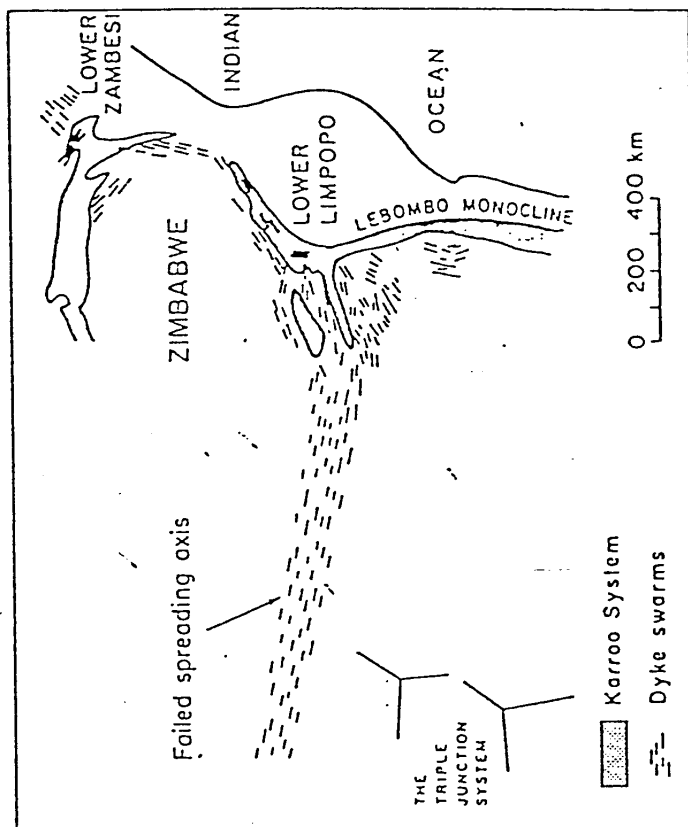 LOWER
ZAMBESI
INDIAN
OCEAN
ZIMBABWE
LOWER
LIMPOPO
LEBOMBO MONOCLINE
Failed spreading axis
0 200 400 km
THE
TRIPLE
JUNCTION
SYSTEM
Karroo System
Dyke swarms